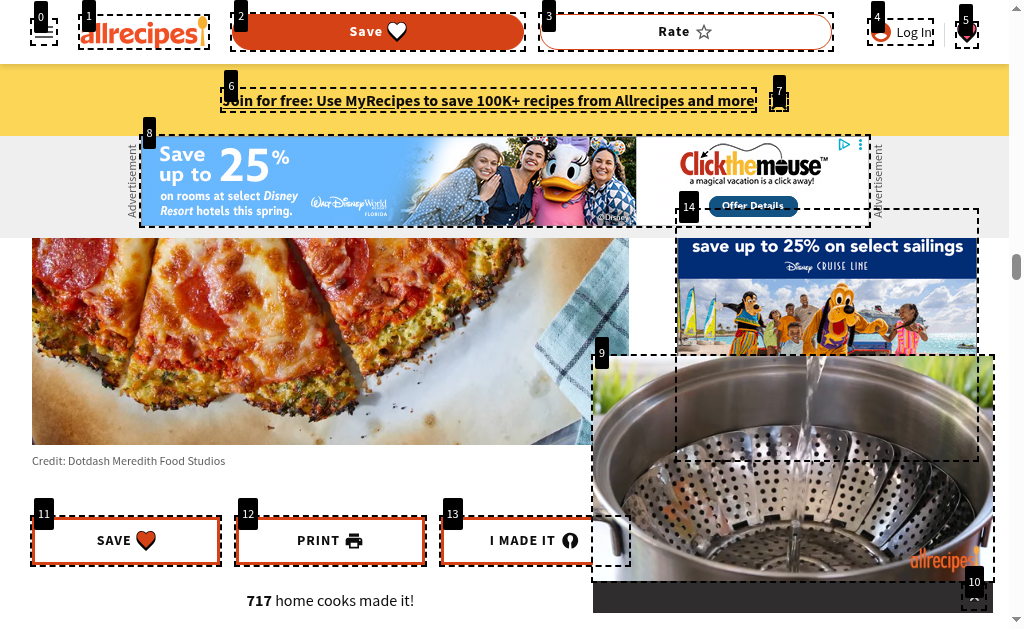 0
1
2
3
4
5
allrecipes
Save
Rate
Log In
6
7
Join for free: Use MyRecipes to save 100K+ recipes from Allrecipes and more
8
Advertisement
Save
up to 25%
on rooms at select Disney
Resort hotels this spring.
Walt Disney World
FLORIDA
©Disney
Clickthemouse™
a magical vacation is a click away!
Offer Details
Advertisement
14
save up to 25% on select sailings
Disney CRUISE LINE
9
allrecipes
10
Credit: Dotdash Meredith Food Studios
11
12
13
SAVE
PRINT
I MADE IT
717 home cooks made it!